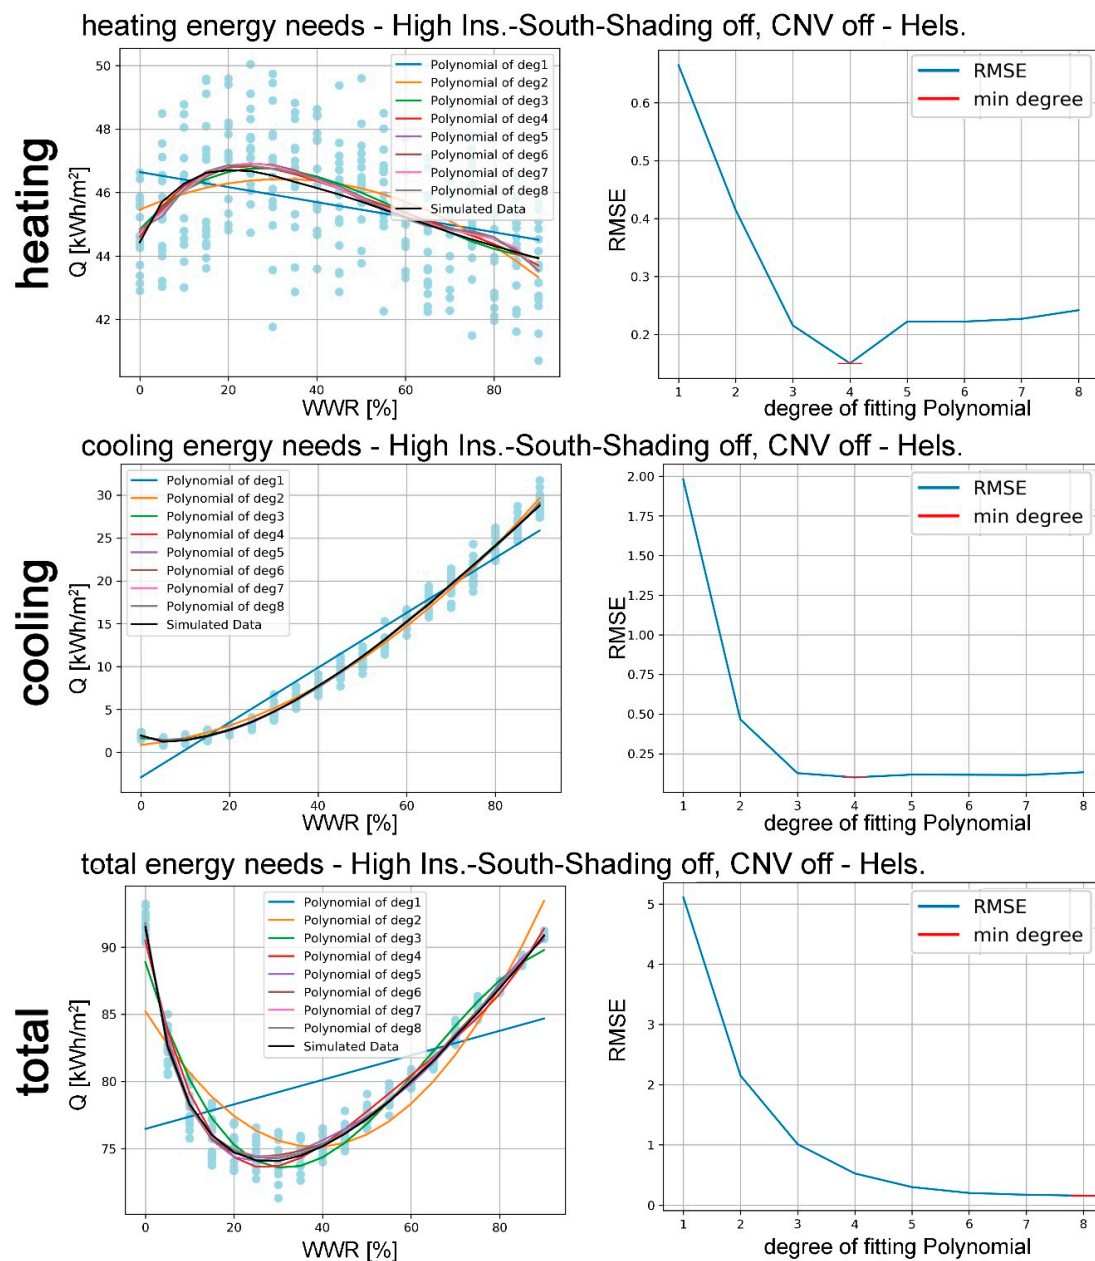 heating energy needs - High Ins.-South-Shading off, CNV off - Hels.
heating
Q [kWh/m²]
50
48
46
44
42
0
20
40
60
80
WWR [%]
Polynomial of deg1
Polynomial of deg2
Polynomial of deg3
Polynomial of deg4
Polynomial of deg5
Polynomial of deg6
Polynomial of deg7
Polynomial of deg8
Simulated Data
RMSE
0.6
0.5
0.4
0.3
0.2
1
2
3
4
5
6
7
8
degree of fitting Polynomial
RMSE
min degree
cooling energy needs - High Ins.-South-Shading off, CNV off - Hels.
cooling
Q [kWh/m²]
30
25
20
15
10
5
0
0
20
40
60
80
WWR [%]
Polynomial of deg1
Polynomial of deg2
Polynomial of deg3
Polynomial of deg4
Polynomial of deg5
Polynomial of deg6
Polynomial of deg7
Polynomial of deg8
Simulated Data
RMSE
2.00
1.75
1.50
1.25
1.00
0.75
0.50
0.25
1
2
3
4
5
6
7
8
degree of fitting Polynomial
RMSE
min degree
total energy needs - High Ins.-South-Shading off, CNV off - Hels.
total
Q [kWh/m²]
90
85
80
75
0
20
40
60
80
WWR [%]
Polynomial of deg1
Polynomial of deg2
Polynomial of deg3
Polynomial of deg4
Polynomial of deg5
Polynomial of deg6
Polynomial of deg7
Polynomial of deg8
Simulated Data
RMSE
5
4
3
2
1
0
1
2
3
4
5
6
7
8
degree of fitting Polynomial
RMSE
min degree